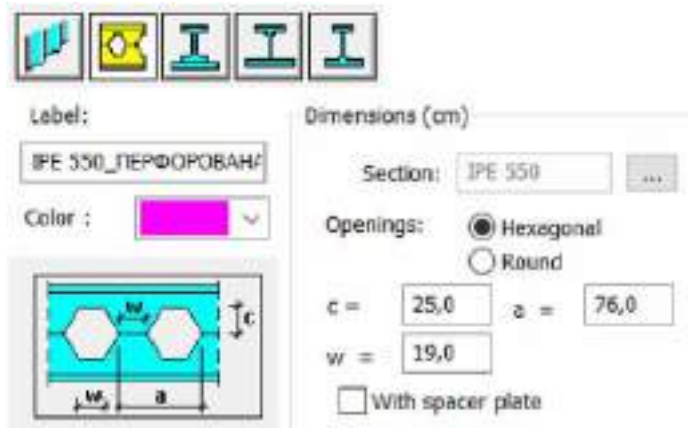 Label:
Dimensions (cm)
IPE 550_ПЕРФОРОВАНА
Section: IPE 550 ...
Color :
Openings: Hexagonal
Round
w
c
c = 25,0 a = 76,0
w = 19,0
w a
With spacer plate